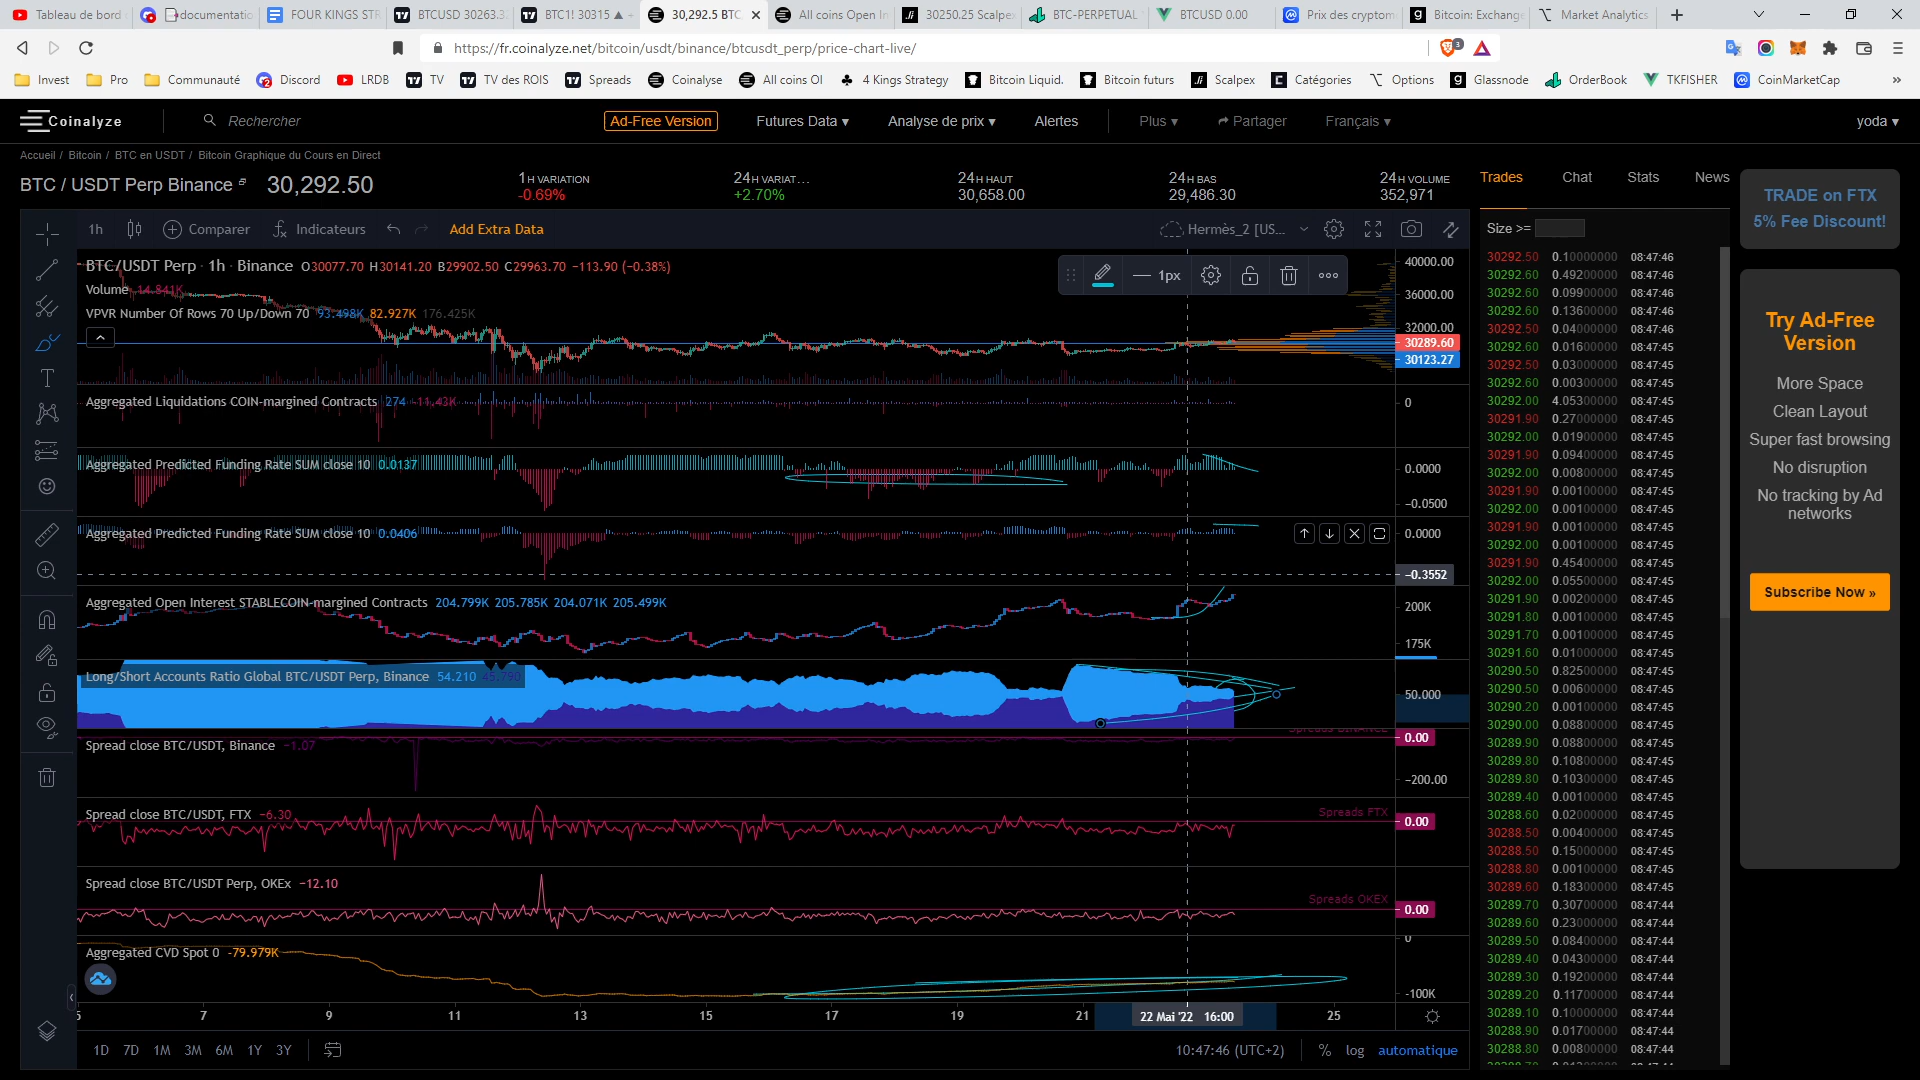 Tableau de bord
documentatio
FOUR KINGS STR
BTCUSD 30263.3
BTC1! 30315 ▲
30,292.5 BTC
All coins Open In
30250.25 Scalpex
BTC-PERPETUAL
BTCUSD 0.00
Prix des cryptom
Bitcoin: Exchang
Market Analytics
https://fr.coinalyze.net/bitcoin/usdt/binance/btcusdt_perp/price-chart-live/
3
Invest
Pro
Communauté
Discord
LRDB
TV
TV des ROIS
Spreads
Coinalyse
All coins OI
4 Kings Strategy
Bitcoin Liquid.
Bitcoin futurs
Scalpex
Catégories
Options
Glassnode
OrderBook
TKFISHER
CoinMarketCap
»
Coinalyze
Rechercher
Ad-Free Version
Futures Data ▾
Analyse de prix ▾
Alertes
Plus ▾
Partager
Français ▾
yoda ▾
Accueil / Bitcoin / BTC en USDT / Bitcoin Graphique du Cours en Direct
BTC / USDT Perp Binance
30,292.50
1H VARIATION
-0.69%
24H VARIAT...
+2.70%
24H HAUT
30,658.00
24H BAS
29,486.30
24H VOLUME
352,971
1h
Comparer
Indicateurs
Add Extra Data
Hermès_2 [US...
BTC/USDT Perp · 1h · Binance O30077.70 H30141.20 B29902.50 C29963.70 −113.90 (−0.38%)
Volume 14.841K
VPVR Number Of Rows 70 Up/Down 70 93.498K 82.927K 176.425K
1px
40000.00
36000.00
32000.00
30289.60
30123.27
Aggregated Liquidations COIN-margined Contracts 274 −11.43K
0
Aggregated Predicted Funding Rate SUM close 10 0.0137
0.0000
−0.0500
Aggregated Predicted Funding Rate SUM close 10 0.0406
0.0000
−0.3552
Aggregated Open Interest STABLECOIN-margined Contracts 204.799K 205.785K 204.071K 205.499K
200K
175K
Long/Short Accounts Ratio Global BTC/USDT Perp, Binance 54.210 45.790
50.000
Spread close BTC/USDT, Binance −1.07
Spreads BINANCE
0.00
−200.00
Spread close BTC/USDT, FTX −6.30
Spreads FTX
0.00
Spread close BTC/USDT Perp, OKEx −12.10
Spreads OKEX
0.00
Aggregated CVD Spot 0 -79.979K
0
-100K
7
9
11
13
15
17
19
21
22 Mai '22 16:00
25
1D 7D 1M 3M 6M 1Y 3Y
10:47:46 (UTC+2)
%
log
automatique
Trades
Chat
Stats
News
Size >=
30292.50 0.10000000 08:47:46
30292.60 0.49200000 08:47:46
30292.60 0.09900000 08:47:46
30292.60 0.13600000 08:47:46
30292.50 0.04000000 08:47:46
30292.60 0.01600000 08:47:45
30292.50 0.03000000 08:47:45
30292.60 0.00300000 08:47:45
30292.00 4.05300000 08:47:45
30291.90 0.27000000 08:47:45
30292.00 0.01900000 08:47:45
30291.90 0.09400000 08:47:45
30292.00 0.00800000 08:47:45
30291.90 0.00100000 08:47:45
30292.00 0.00100000 08:47:45
30291.90 0.00100000 08:47:45
30292.00 0.00100000 08:47:45
30291.90 0.45400000 08:47:45
30292.00 0.05500000 08:47:45
30291.90 0.00200000 08:47:45
30291.80 0.00100000 08:47:45
30291.70 0.00100000 08:47:45
30291.60 0.01000000 08:47:45
30290.50 0.82500000 08:47:45
30290.50 0.00600000 08:47:45
30290.20 0.00100000 08:47:45
30290.00 0.08800000 08:47:45
30289.90 0.08800000 08:47:45
30289.80 0.10800000 08:47:45
30289.80 0.10300000 08:47:45
30289.40 0.00100000 08:47:45
30288.60 0.02000000 08:47:45
30288.50 0.00400000 08:47:45
30288.50 0.15000000 08:47:45
30288.80 0.00100000 08:47:45
30289.60 0.18300000 08:47:45
30289.70 0.30700000 08:47:44
30289.60 0.23000000 08:47:44
30289.50 0.08400000 08:47:44
30289.40 0.04300000 08:47:44
30289.30 0.19200000 08:47:44
30289.20 0.11700000 08:47:44
30289.10 0.10000000 08:47:44
30288.90 0.01700000 08:47:44
30288.80 0.00800000 08:47:44
TRADE on FTX
5% Fee Discount!
Try Ad-Free
Version
More Space
Clean Layout
Super fast browsing
No disruption
No tracking by Ad
networks
Subscribe Now »